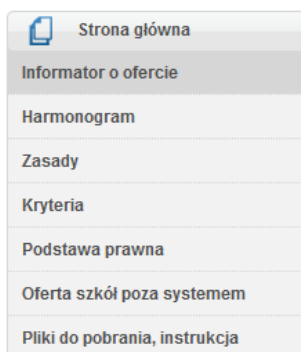 Strona główna
Informator o ofercie
Harmonogram
Zasady
Kryteria
Podstawa prawna
Oferta szkół poza systemem
Pliki do pobrania, instrukcja